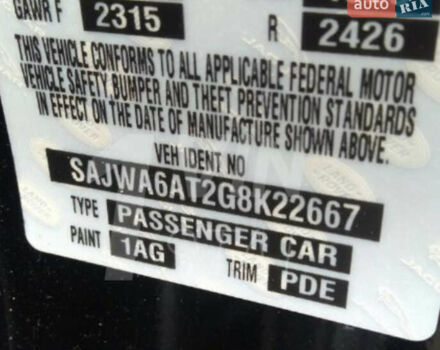 auto RIA
GAWR F 2315 R 2426
THIS VEHICLE CONFORMS TO ALL APPLICABLE FEDERAL MOTOR
VEHICLE SAFETY BUMPER AND THEFT PREVENTION STANDARDS
IN EFFECT ON THE DATE OF MANUFACTURE SHOWN ABOVE.
VEH IDENT NO
SAJWA6AT2G8K22667
TYPE PASSENGER CAR
PAINT 1AG TRIM PDE